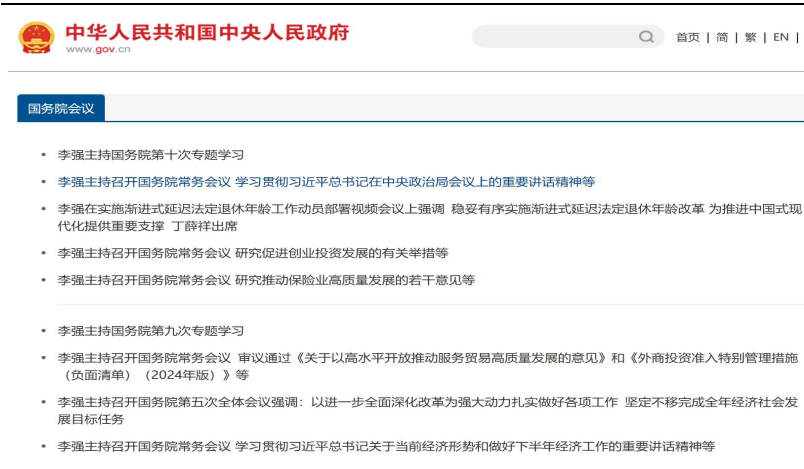 中华人民共和国中央人民政府
www.gov.cn
首页 | 简 | 繁 | EN |
国务院会议
• 李强主持国务院第十次专题学习
• 李强主持召开国务院常务会议 学习贯彻习近平总书记在中央政治局会议上的重要讲话精神等
• 李强在实施渐进式延迟法定退休年龄工作动员部署视频会议上强调 稳妥有序实施渐进式延迟法定退休年龄改革 为推进中国式现
代化提供重要支撑 丁薛祥出席
• 李强主持召开国务院常务会议 研究促进创业投资发展的有关举措等
• 李强主持召开国务院常务会议 研究推动保险业高质量发展的若干意见等
• 李强主持国务院第九次专题学习
• 李强主持召开国务院常务会议 审议通过《关于以高水平开放推动服务贸易高质量发展的意见》和《外商投资准入特别管理措施
（负面清单）（2024年版）》等
• 李强主持召开国务院第五次全体会议强调：以进一步全面深化改革为强大动力扎实做好各项工作 坚定不移完成全年经济社会发
展目标任务
• 李强主持召开国务院常务会议 学习贯彻习近平总书记关于当前经济形势和做好下半年经济工作的重要讲话精神等